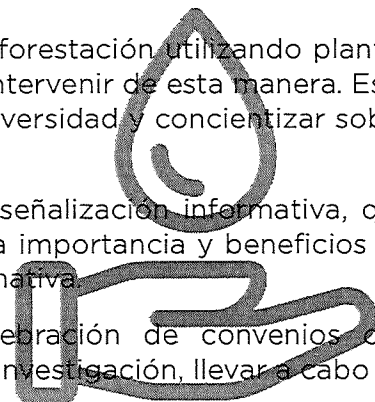 forestación utilizando plant
ntervenir de esta manera. Es
versidad y concientizar sob
señalización informativa,
a importancia y beneficios
nativa.
ebración de convenios
nvestigación, llevar a cabo